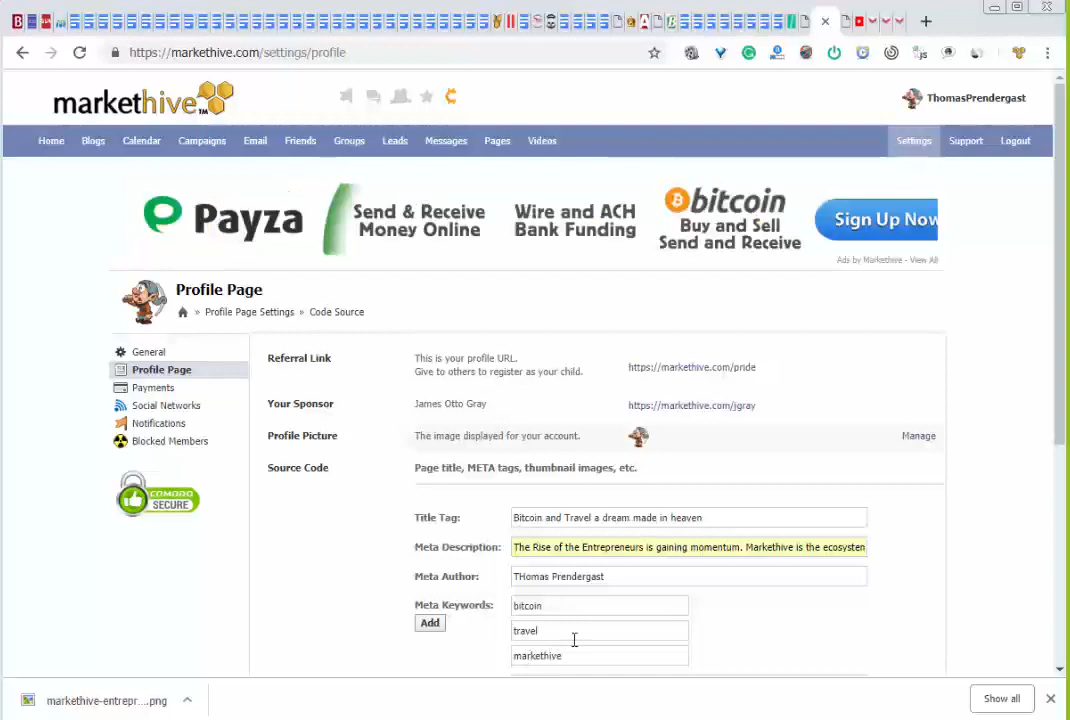 https://markethive.com/settings/profile
markethive™
ThomasPrendergast
Home Blogs Calendar Campaigns Email Friends Groups Leads Messages Pages Videos Settings Support Logout
Payza
Send & Receive
Money Online
Wire and ACH
Bank Funding
bitcoin
Buy and Sell
Send and Receive
Sign Up Now
Ads by Markethive - View All
Profile Page
» Profile Page Settings » Code Source
General
Profile Page
Payments
Social Networks
Notifications
Blocked Members
COMODO
SECURE
Referral Link This is your profile URL.
Give to others to register as your child. https://markethive.com/pride
Your Sponsor James Otto Gray https://markethive.com/jgray
Profile Picture The image displayed for your account. Manage
Source Code Page title, META tags, thumbnail images, etc.
Title Tag: Bitcoin and Travel a dream made in heaven
Meta Description: The Rise of the Entrepreneurs is gaining momentum. Markethive is the ecosysten
Meta Author: THomas Prendergast
Meta Keywords: bitcoin
Add
travel
markethive
markethive-entrepr....png
Show all